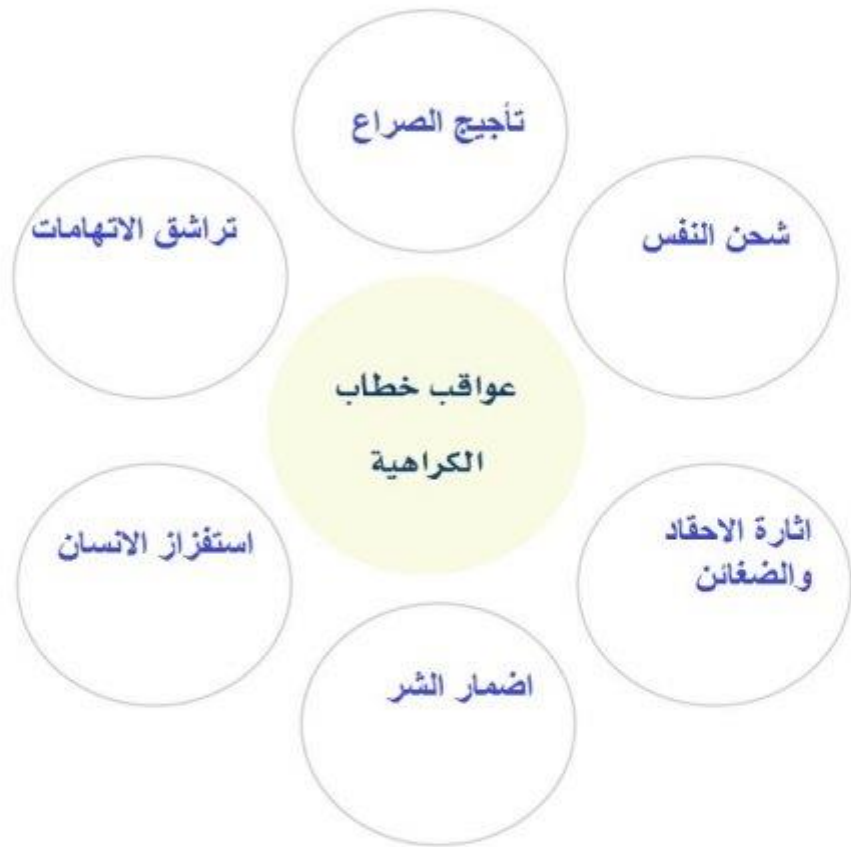 تأجيج الصراع
شحن النفس
تراشق الاتهامات
عواقب خطاب
الكراهية
اثارة الاحقاد
والضغائن
استفزاز الانسان
اضمار الشر